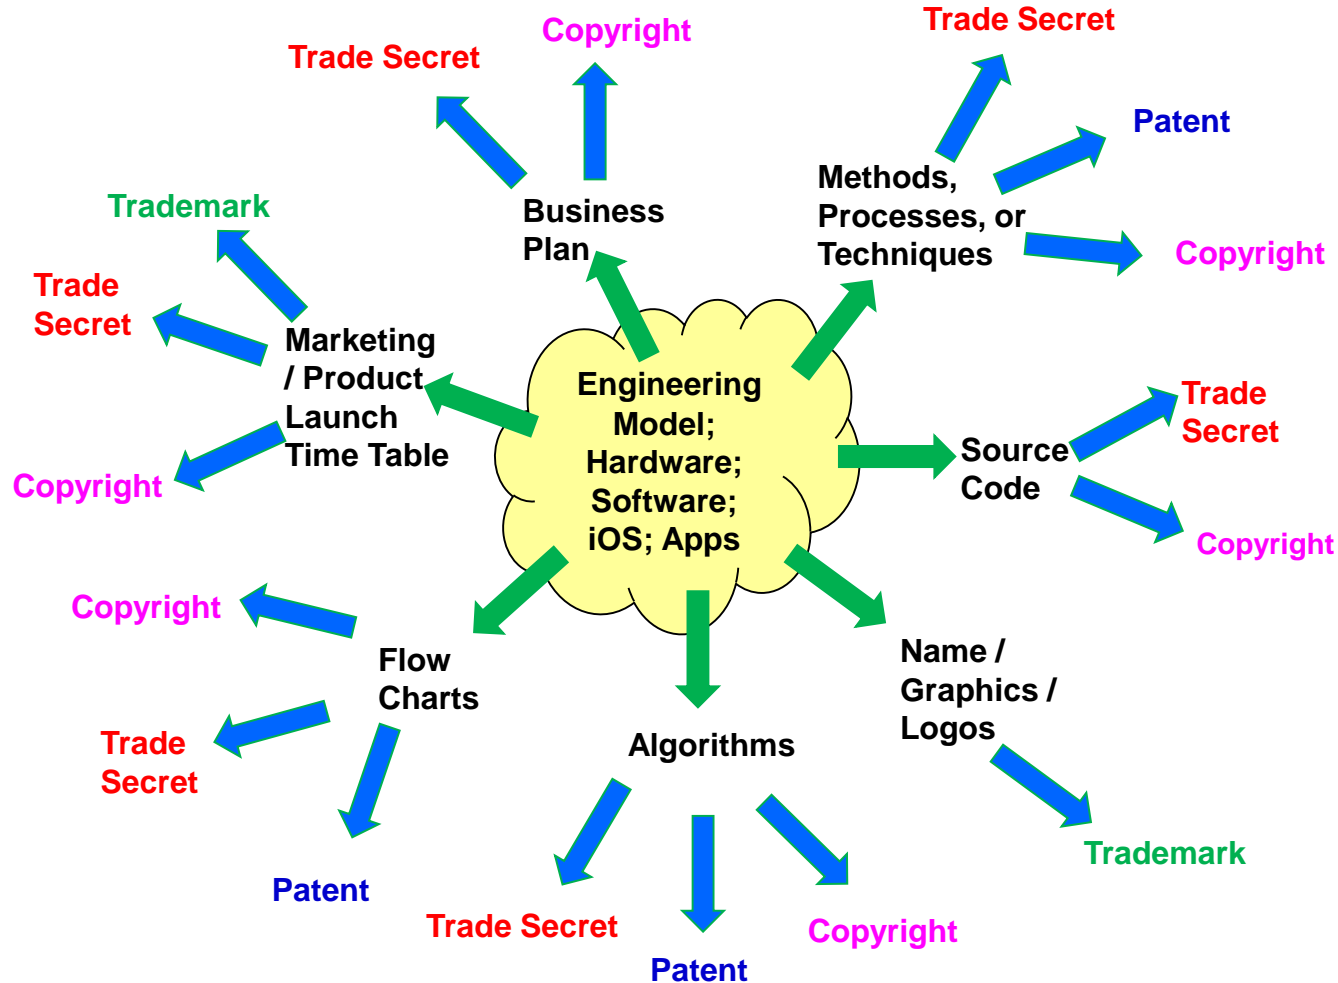 Copyright
Trade Secret
Business
Plan
Trade Secret
Patent
Copyright
Methods,
Processes, or
Techniques
Trademark
Trade
Secret
Copyright
Marketing
/ Product
Launch
Time Table
Engineering
Model;
Hardware;
Software;
iOS; Apps
Source
Code
Trade
Secret
Copyright
Copyright
Trade
Secret
Patent
Flow
Charts
Algorithms
Trade Secret
Patent
Copyright
Name /
Graphics /
Logos
Trademark